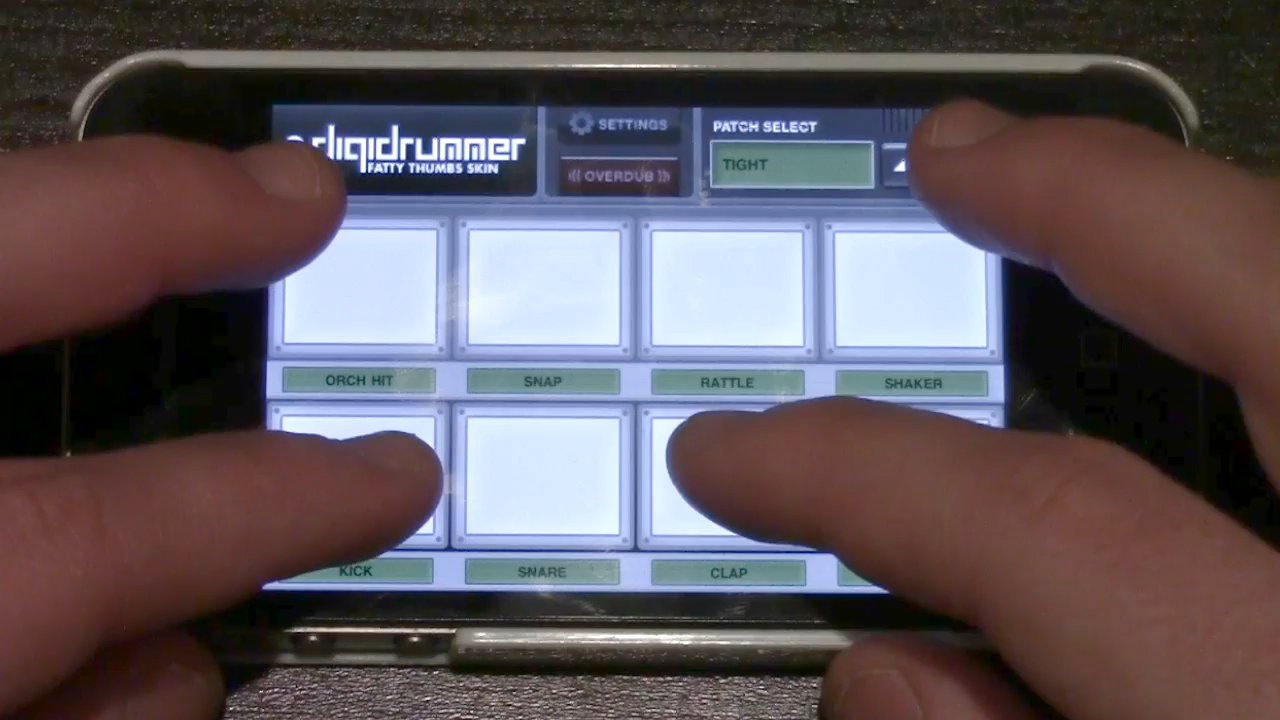 digidrummer
FATTY THUMBS SKIN
SETTINGS
((( OVERDUB )))
PATCH SELECT
TIGHT
ORCH HIT
SNAP
RATTLE
SHAKER
KICK
SNARE
CLAP